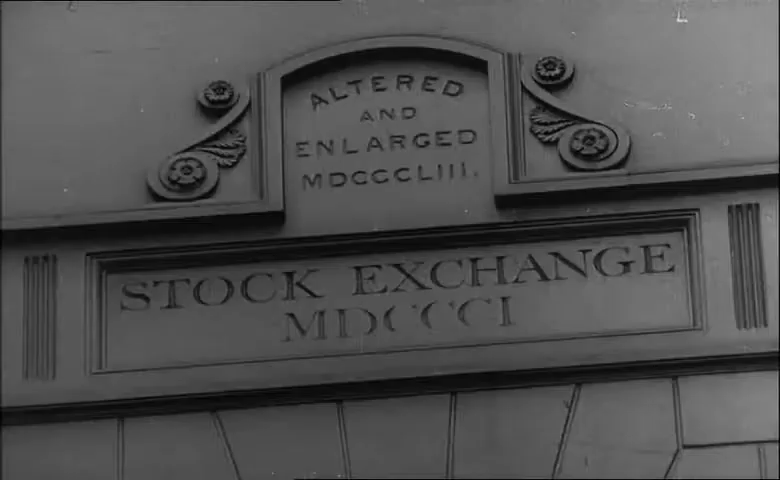 ALTERED
AND
ENLARGED
MDCCCLIII.
STOCK EXCHANGE
MDCCCI